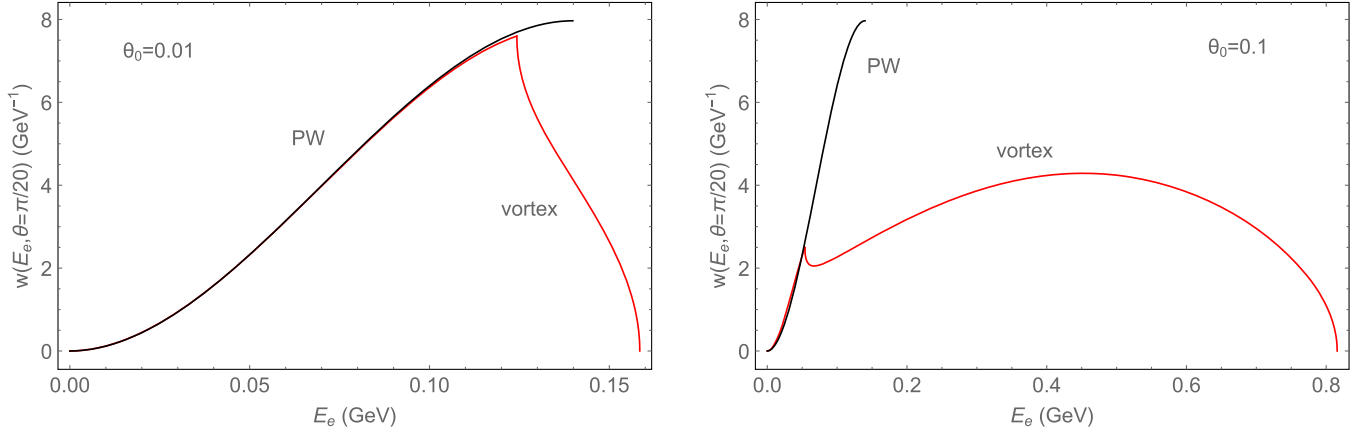 θ₀=0.01
PW
vortex
w(Eₑ,θ=π/20) (GeV⁻¹)
8
6
4
2
0
0.00 0.05 0.10 0.15
Eₑ (GeV)
θ₀=0.1
PW
vortex
w(Eₑ,θ=π/20) (GeV⁻¹)
8
6
4
2
0
0.0 0.2 0.4 0.6 0.8
Eₑ (GeV)